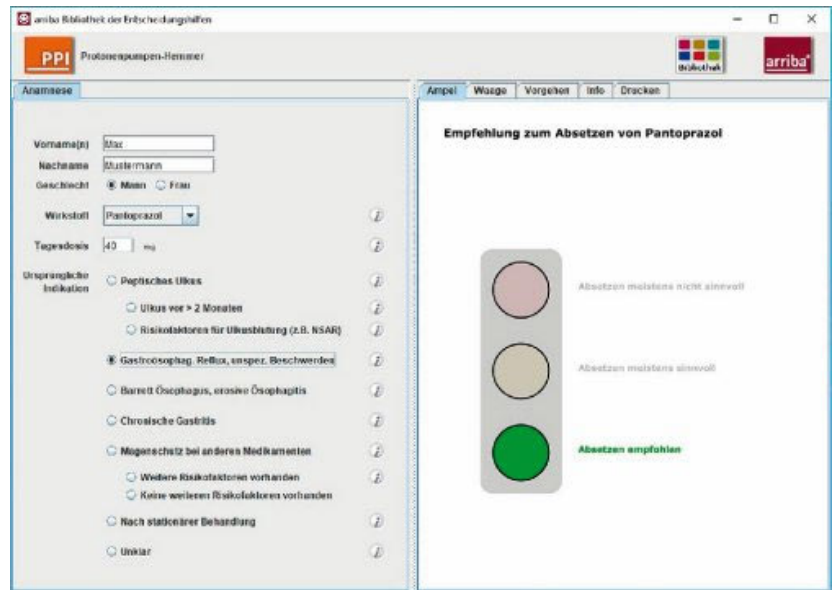 arriba Bibliothek der Entscheidungshilfen
PPI Protonenpumpen-Hemmer
Bibliothek
arriba
Anamnese
Vorname(n) Max
Nachname Mustermann
Geschlecht Mann Frau
Wirkstoff Pantoprazol
Tagesdosis 40 mg
Ursprüngliche Indikation
Peptisches Ulkus
Ulkus vor > 2 Monaten
Risikofaktoren für Ulkusblutung (z.B. NSAR)
Gastroösophag. Reflux, unspez. Beschwerden
Barrett Ösophagus, erosive Ösophagitis
Chronische Gastritis
Magenschutz bei anderen Medikamenten
Weitere Risikofaktoren vorhanden
Keine weiteren Risikofaktoren vorhanden
Nach stationärer Behandlung
Unklar
Ampel Waage Vorgehen Info Drucken
Empfehlung zum Absetzen von Pantoprazol
Absetzen meistens nicht sinnvoll
Absetzen meistens sinnvoll
Absetzen empfohlen